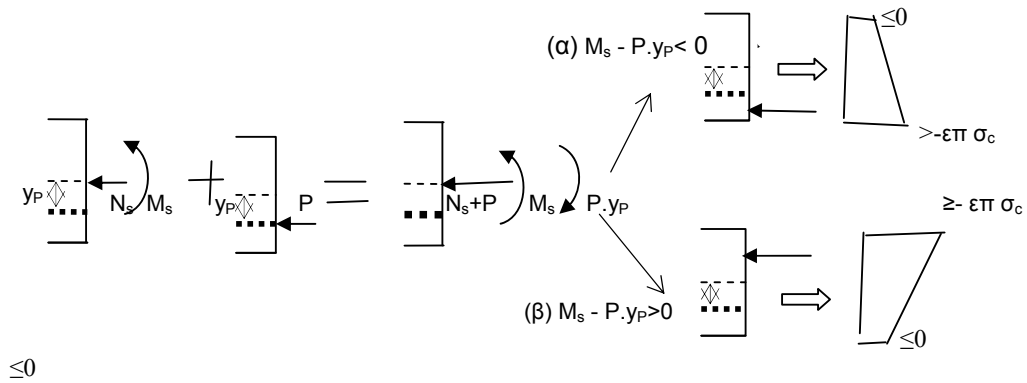 ≤0
(α) Ms - P.yP< 0
>-επ σc
yP
Ns Ms
yP
P
Ns+P
Ms
P.yP
≥- επ σc
(β) Ms - P.yP>0
≤0
≤0